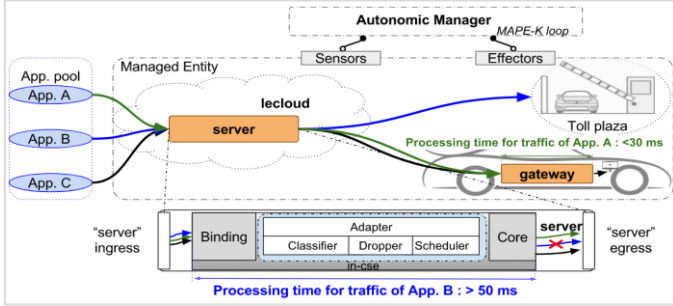 Autonomic Manager
MAPE-K loop
Sensors
Effectors
App. pool
Managed Entity
App. A
App. B
App. C
lecloud
server
Toll plaza
Processing time for traffic of App. A : <30 ms
gateway
"server"
ingress
Binding
Adapter
Classifier
Dropper
Scheduler
Core
server
"server"
egress
in-cse
Processing time for traffic of App. B : > 50 ms